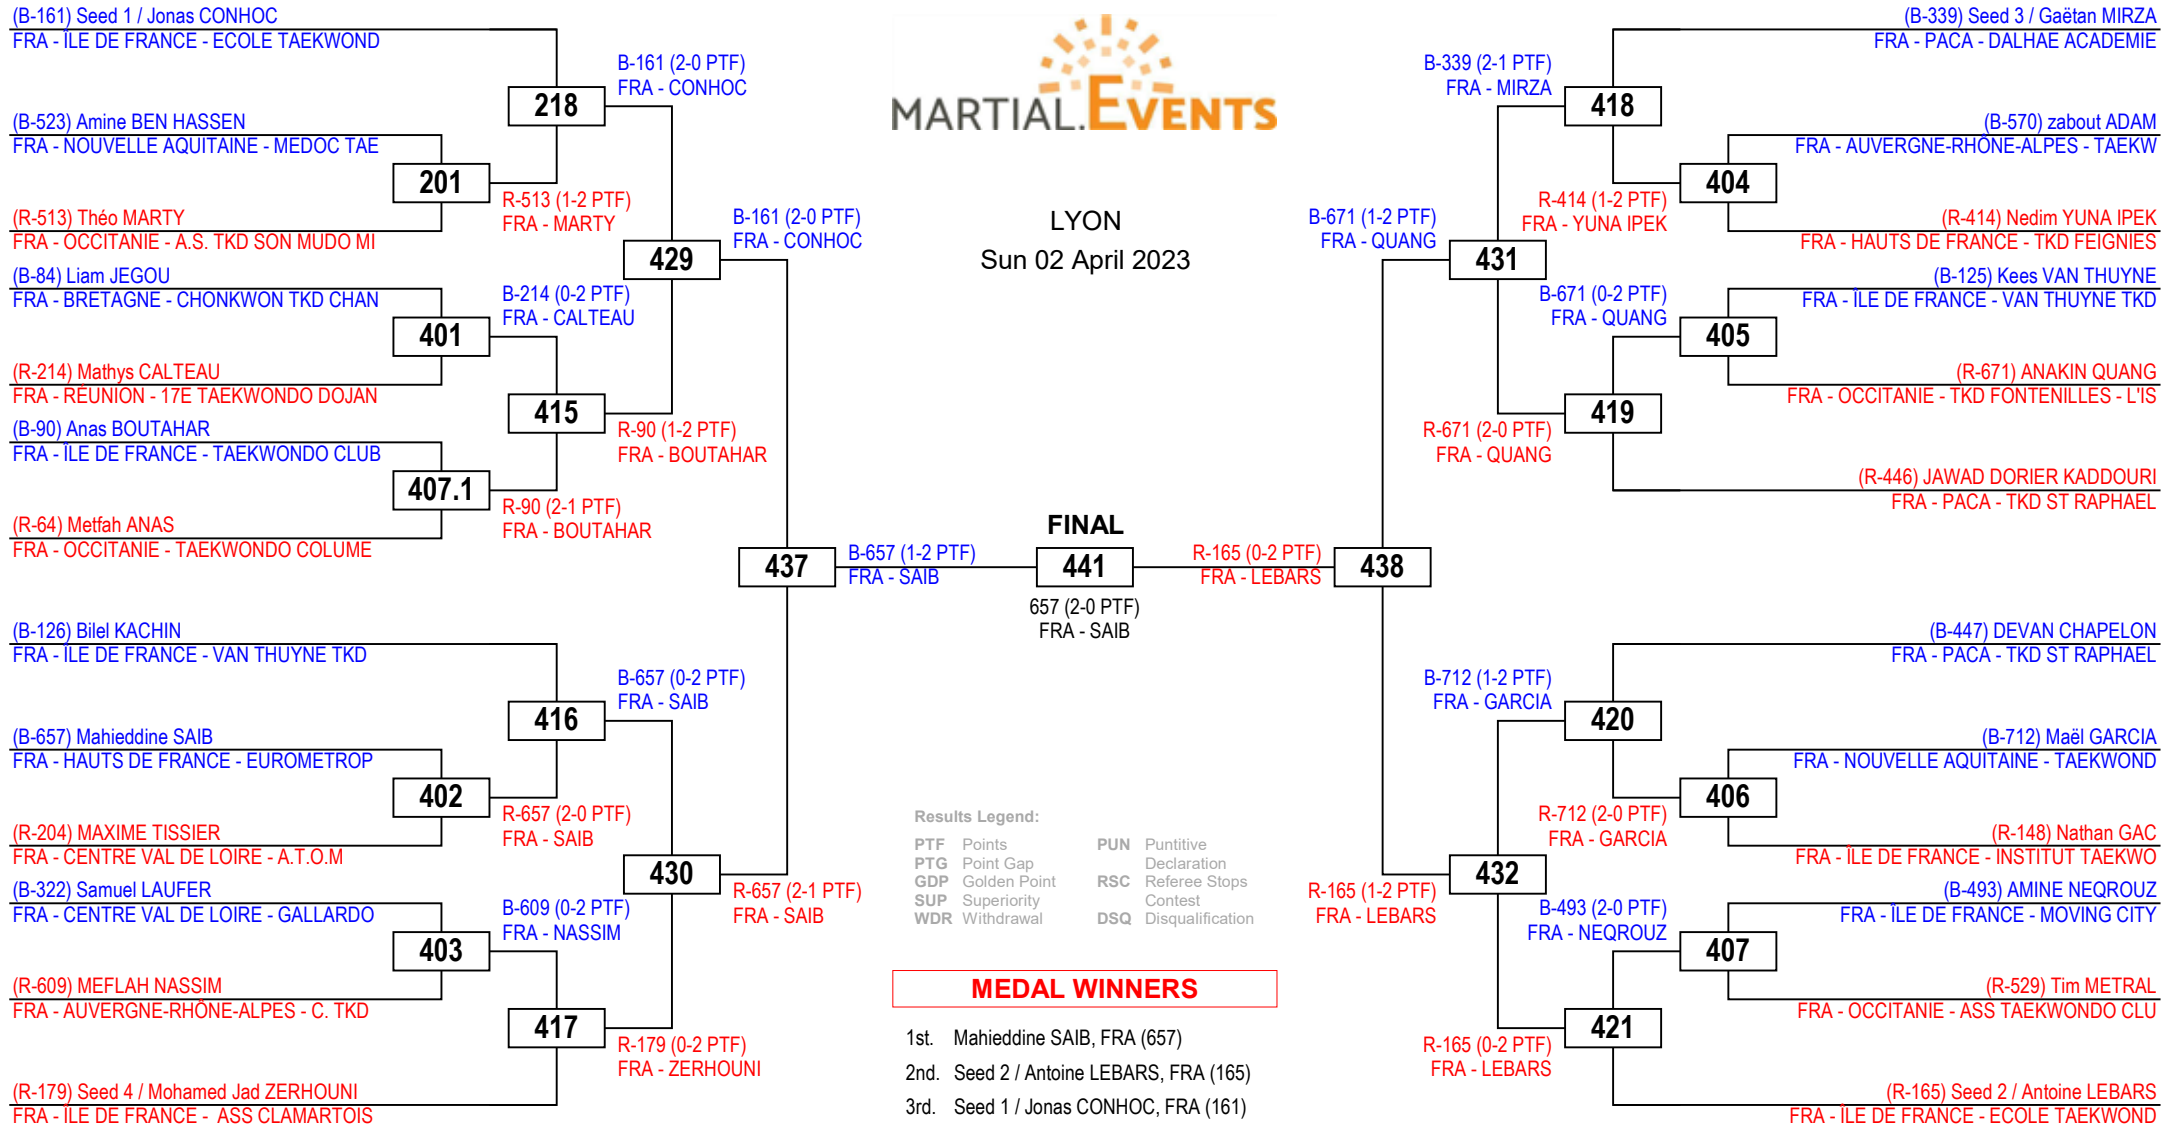 (B-161) Seed 1 / Jonas CONHOC
FRA - ÎLE DE FRANCE - ECOLE TAEKWOND
B-161 (2-0 PTF)
FRA - CONHOC
218
(B-523) Amine BEN HASSEN
FRA - NOUVELLE AQUITAINE - MEDOC TAE
201
R-513 (1-2 PTF)
FRA - MARTY
(R-513) Théo MARTY
FRA - OCCITANIE - A.S. TKD SON MUDO MI
B-161 (2-0 PTF)
FRA - CONHOC
429
(B-84) Liam JEGOU
FRA - BRETAGNE - CHONKWON TKD CHAN
B-214 (0-2 PTF)
FRA - CALTEAU
401
(R-214) Mathys CALTEAU
FRA - RÉUNION - 17E TAEKWONDO DOJAN
415
(B-90) Anas BOUTAHAR
FRA - ÎLE DE FRANCE - TAEKWONDO CLUB
R-90 (1-2 PTF)
FRA - BOUTAHAR
407.1
R-90 (2-1 PTF)
FRA - BOUTAHAR
(R-64) Metfah ANAS
FRA - OCCITANIE - TAEKWONDO COLUME
437
B-657 (1-2 PTF)
FRA - SAIB
(B-126) Bilel KACHIN
FRA - ÎLE DE FRANCE - VAN THUYNE TKD
B-657 (0-2 PTF)
FRA - SAIB
416
(B-657) Mahieddine SAIB
FRA - HAUTS DE FRANCE - EUROMETROP
402
R-657 (2-0 PTF)
FRA - SAIB
(R-204) MAXIME TISSIER
FRA - CENTRE VAL DE LOIRE - A.T.O.M
430
R-657 (2-1 PTF)
FRA - SAIB
(B-322) Samuel LAUFER
FRA - CENTRE VAL DE LOIRE - GALLARDO
B-609 (0-2 PTF)
FRA - NASSIM
403
(R-609) MEFLAH NASSIM
FRA - AUVERGNE-RHÔNE-ALPES - C. TKD
417
R-179 (0-2 PTF)
FRA - ZERHOUNI
(R-179) Seed 4 / Mohamed Jad ZERHOUNI
FRA - ÎLE DE FRANCE - ASS CLAMARTOIS
MARTIAL.EVENTS
LYON
Sun 02 April 2023
FINAL
441
657 (2-0 PTF)
FRA - SAIB
Results Legend:
PTF Points
PTG Point Gap
GDP Golden Point
SUP Superiority
WDR Withdrawal
PUN Puntitive
Declaration
RSC Referee Stops
Contest
DSQ Disqualification
MEDAL WINNERS
1st. Mahieddine SAIB, FRA (657)
2nd. Seed 2 / Antoine LEBARS, FRA (165)
3rd. Seed 1 / Jonas CONHOC, FRA (161)
(B-339) Seed 3 / Gaëtan MIRZA
FRA - PACA - DALHAE ACADEMIE
B-339 (2-1 PTF)
FRA - MIRZA
418
(B-570) zabout ADAM
FRA - AUVERGNE-RHÔNE-ALPES - TAEKW
404
R-414 (1-2 PTF)
FRA - YUNA IPEK
(R-414) Nedim YUNA IPEK
FRA - HAUTS DE FRANCE - TKD FEIGNIES
B-671 (1-2 PTF)
FRA - QUANG
431
(B-125) Kees VAN THUYNE
FRA - ÎLE DE FRANCE - VAN THUYNE TKD
B-671 (0-2 PTF)
FRA - QUANG
405
(R-671) ANAKIN QUANG
FRA - OCCITANIE - TKD FONTENILLES - L'IS
419
R-671 (2-0 PTF)
FRA - QUANG
(R-446) JAWAD DORIER KADDOURI
FRA - PACA - TKD ST RAPHAEL
R-165 (0-2 PTF)
FRA - LEBARS
438
(B-447) DEVAN CHAPELON
FRA - PACA - TKD ST RAPHAEL
B-712 (1-2 PTF)
FRA - GARCIA
420
(B-712) Maël GARCIA
FRA - NOUVELLE AQUITAINE - TAEKWOND
406
R-712 (2-0 PTF)
FRA - GARCIA
(R-148) Nathan GAC
FRA - ÎLE DE FRANCE - INSTITUT TAEKWO
432
R-165 (1-2 PTF)
FRA - LEBARS
(B-493) AMINE NEQROUZ
FRA - ÎLE DE FRANCE - MOVING CITY
B-493 (2-0 PTF)
FRA - NEQROUZ
407
(R-529) Tim METRAL
FRA - OCCITANIE - ASS TAEKWONDO CLU
421
R-165 (0-2 PTF)
FRA - LEBARS
(R-165) Seed 2 / Antoine LEBARS
FRA - ÎLE DE FRANCE - ECOLE TAEKWOND